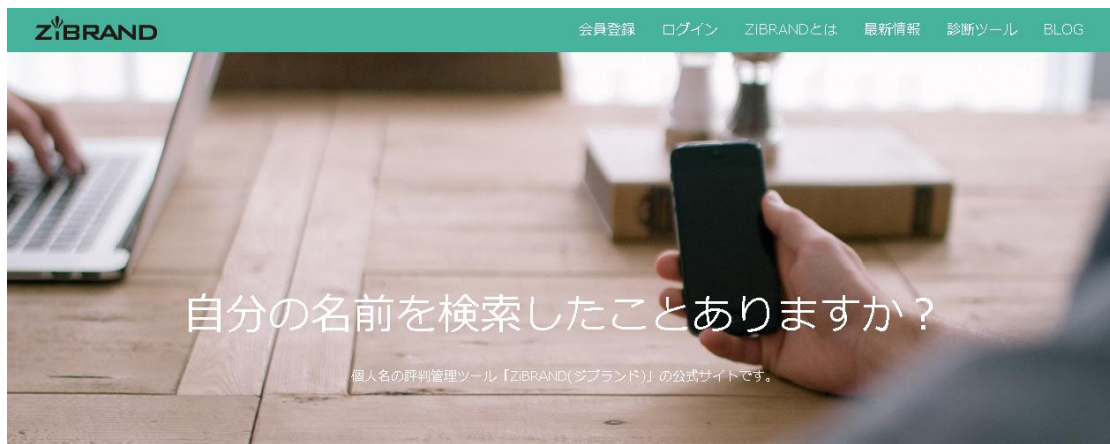 ZiBRAND
会員登録 ログイン ZIBRANDとは 最新情報 診断ツール BLOG
自分の名前を検索したことありますか？
個人名の評判管理ツール「ZiBRAND(ジブランド)」の公式サイトです。